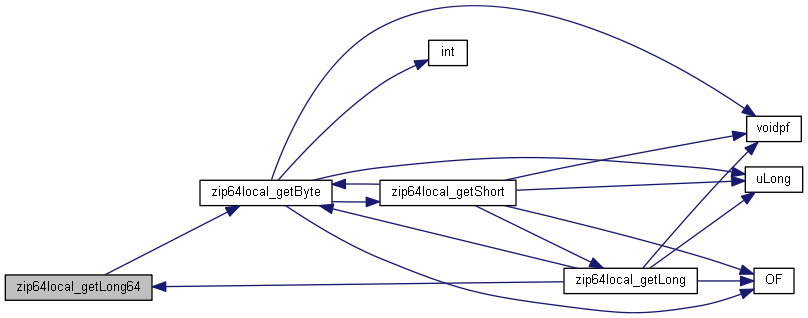 int
voidpf
uLong
zip64local_getByte
zip64local_getShort
zip64local_getLong64
zip64local_getLong
OF